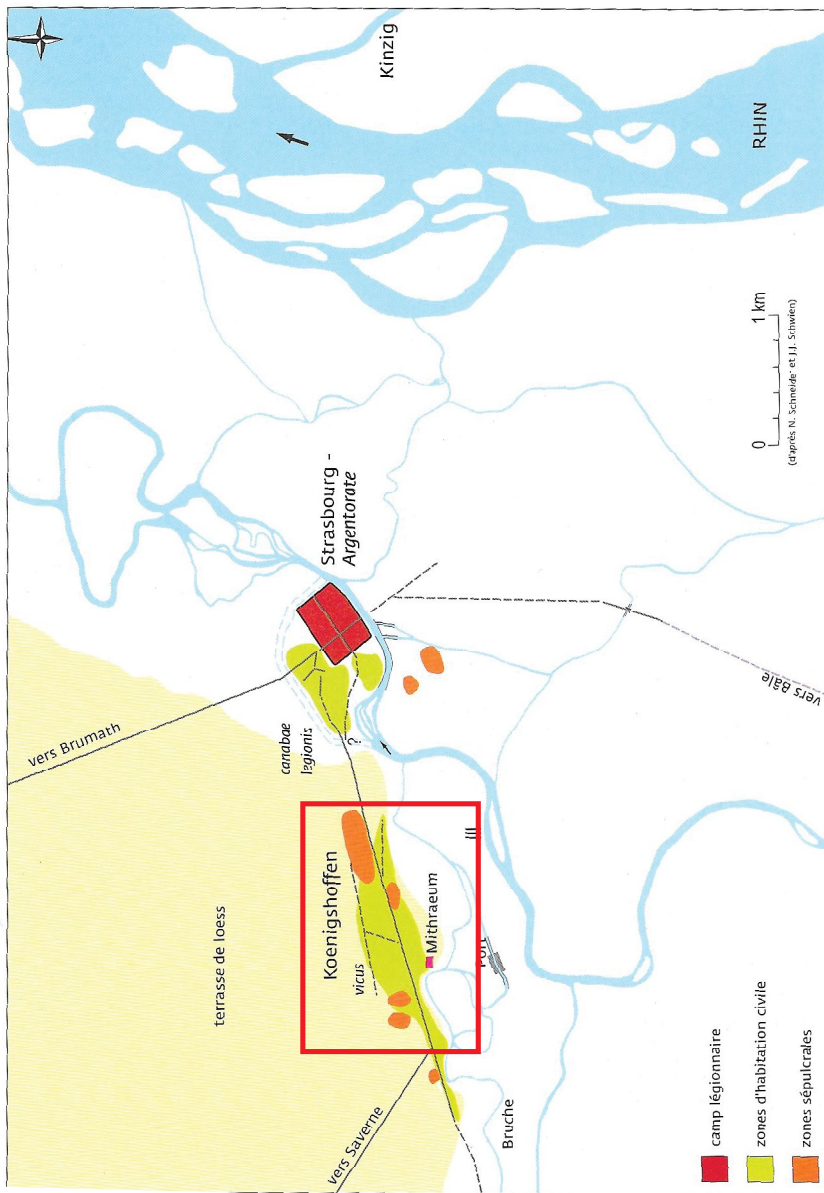 Kinzig
RHIN
Strasbourg -
Argentorate
vers Brumath
canabae
legionis
?
vers Bâle
terrasse de loess
Koenigshoffen
vicus
Mithraeum
Ill
Port
vers Saverne
Bruche
0
1 km
(d'après N. Schneider et J.J. Schwien)
camp légionnaire
zones d'habitation civile
zones sépulcrales